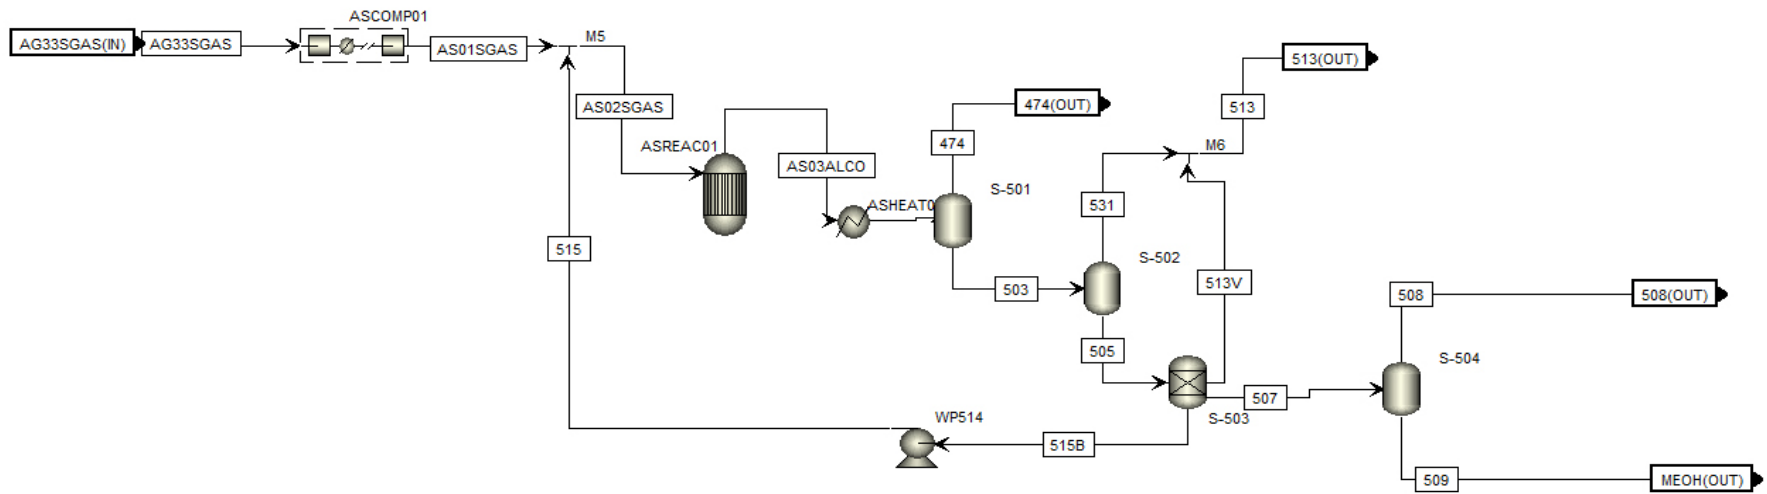 ASCOMP01
AG33SGAS(IN)
AG33SGAS
AS01SGAS
M5
513(OUT)
AS02SGAS
474(OUT)
513
ASREAC01
474
M6
AS03ALCO
S-501
531
ASHEAT0
515
S-502
503
513V
508
508(OUT)
505
S-504
507
WP514
S-503
515B
509
MEOH(OUT)